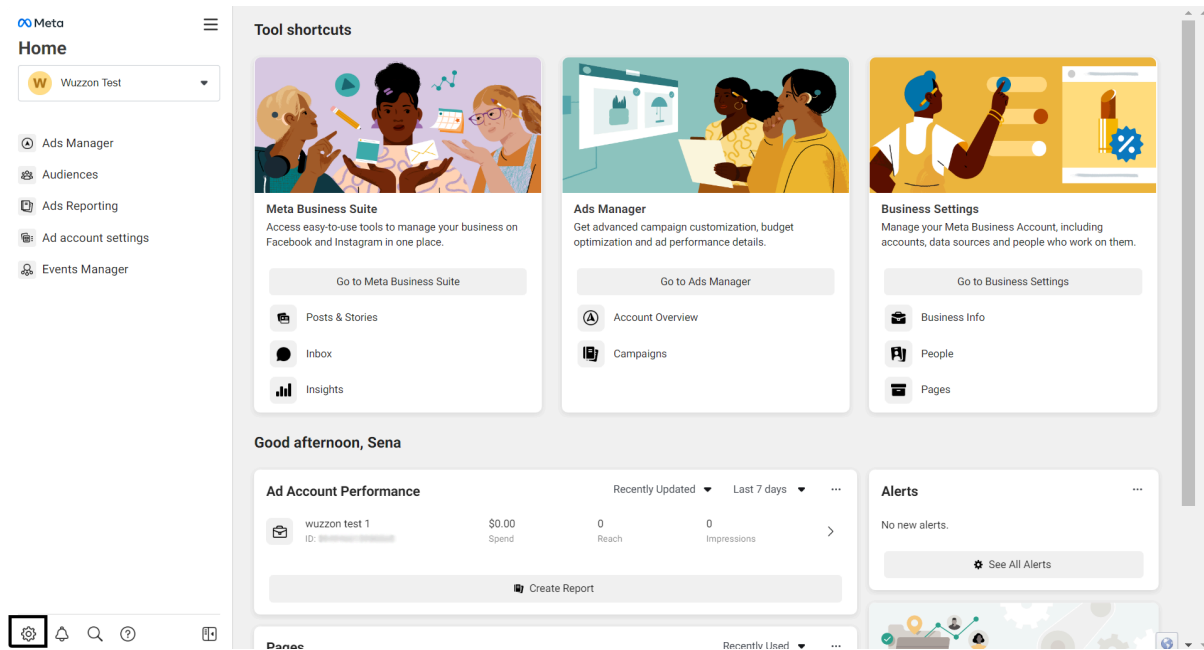 Meta
Home
W Wuzzon Test
Ads Manager
Audiences
Ads Reporting
Ad account settings
Events Manager
Tool shortcuts
Meta Business Suite
Access easy-to-use tools to manage your business on
Facebook and Instagram in one place.
Go to Meta Business Suite
Posts & Stories
Inbox
Insights
Ads Manager
Get advanced campaign customization, budget
optimization and ad performance details.
Go to Ads Manager
Account Overview
Campaigns
Business Settings
Manage your Meta Business Account, including
accounts, data sources and people who work on them.
Go to Business Settings
Business Info
People
Pages
Good afternoon, Sena
Ad Account Performance
Recently Updated
Last 7 days
wuzzon test 1
ID:
$0.00
Spend
0
Reach
0
Impressions
Create Report
Alerts
No new alerts.
See All Alerts
Pages
Recently Used